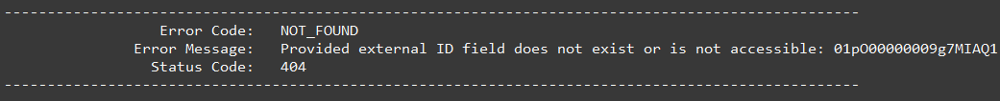 ----------------------------------------------------------------------------------------------------
Error Code: NOT_FOUND
Error Message: Provided external ID field does not exist or is not accessible: 01pO00000009g7MIAQ1
Status Code: 404
----------------------------------------------------------------------------------------------------